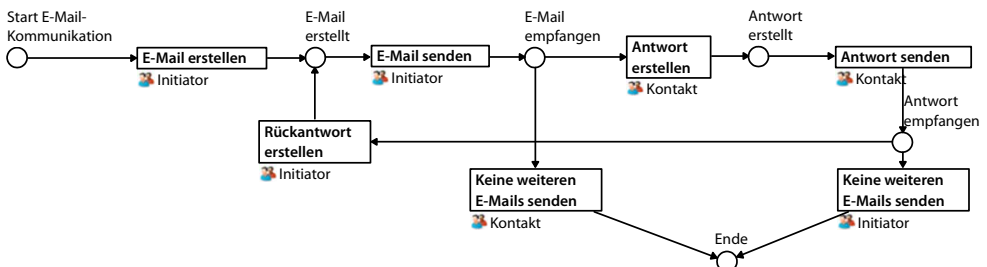 Start E-Mail-
Kommunikation
E-Mail
erstellt
E-Mail
empfangen
Antwort
erstellt
E-Mail erstellen
Initiator
E-Mail senden
Initiator
Antwort
erstellen
Kontakt
Antwort senden
Kontakt
Antwort
empfangen
Rückantwort
erstellen
Initiator
Keine weiteren
E-Mails senden
Kontakt
Keine weiteren
E-Mails senden
Initiator
Ende